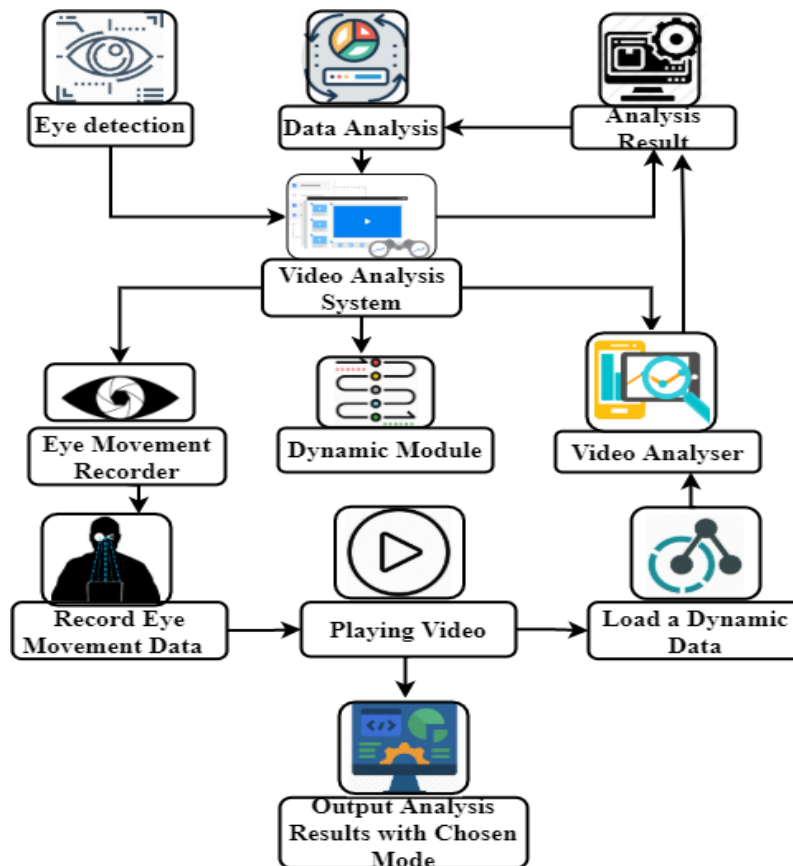 Eye detection
Data Analysis
Analysis
Result
Video Analysis
System
Eye Movement
Recorder
Dynamic Module
Video Analyser
Record Eye
Movement Data
Playing Video
Load a Dynamic
Data
Output Analysis
Results with Chosen
Mode